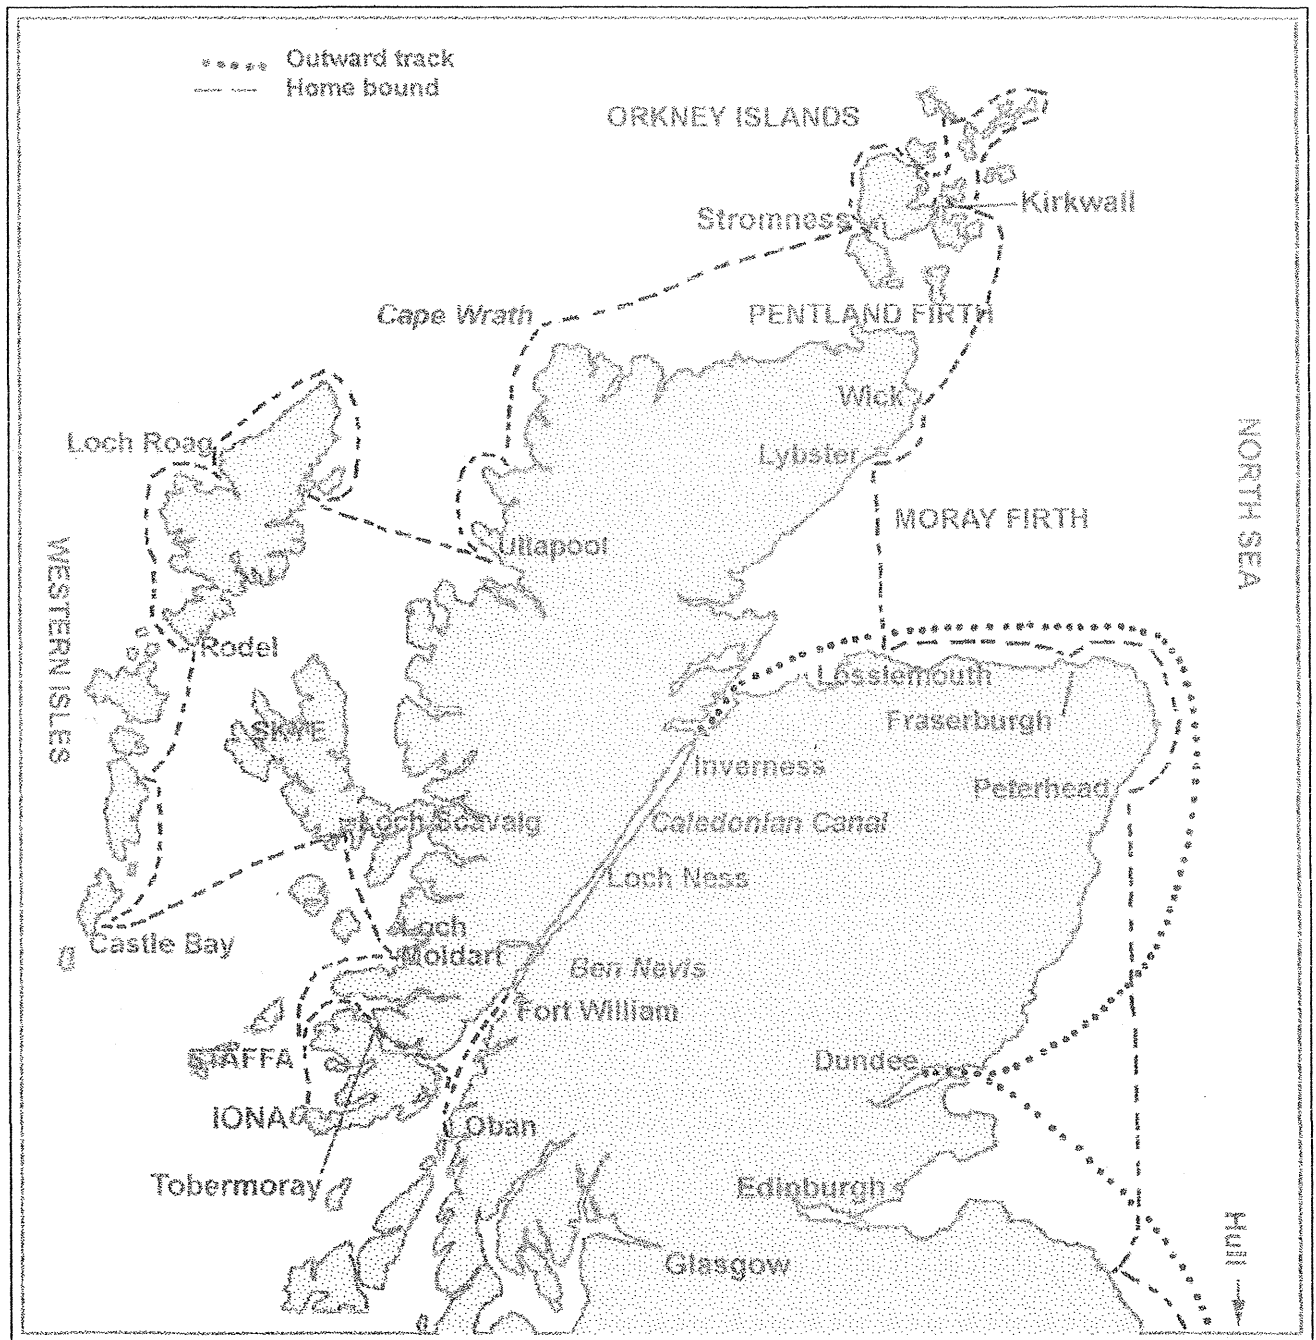 Outward track
Home bound
ORKNEY ISLANDS
Kirkwall
Stromness
Cape Wrath
PENTLAND FIRTH
Wick
Loch Roag
Lybster
NORTH SEA
MORAY FIRTH
Ullapool
WESTERN ISLES
Rodel
Lossiemouth
Fraserburgh
SKYE
Inverness
Peterhead
Loch Scavaig
Caledonian Canal
Loch Ness
Castle Bay
Loch
Moidart
Ben Nevis
Fort William
STAFFA
Dundee
IONA
Oban
Tobermoray
Edinburgh
Hull
Glasgow